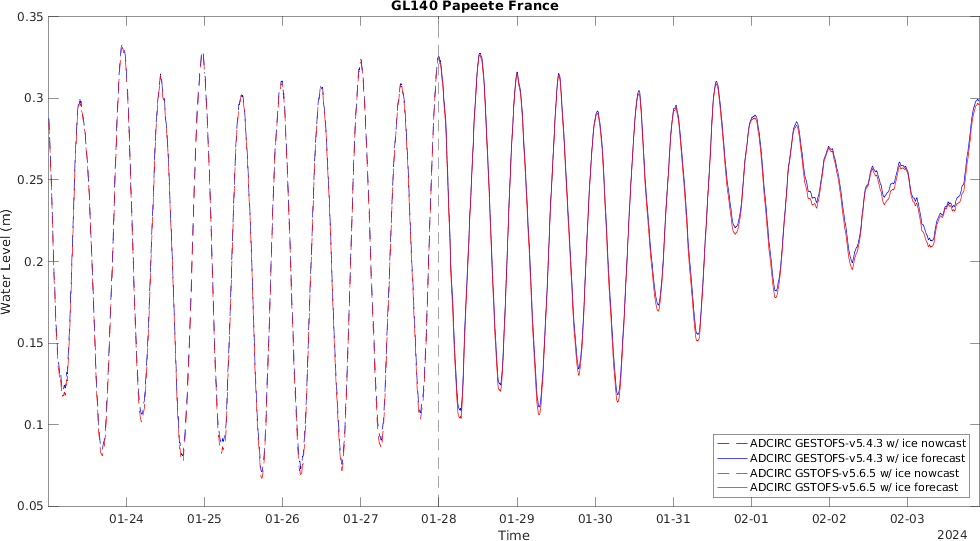 GL140 Papeete France
0.35
0.3
0.25
0.2
0.15
0.1
0.05
Water Level (m)
ADCIRC GESTOFS-v5.4.3 w/ ice nowcast
ADCIRC GESTOFS-v5.4.3 w/ ice forecast
ADCIRC GSTOFS-v5.6.5 w/ ice nowcast
ADCIRC GSTOFS-v5.6.5 w/ ice forecast
01-24 01-25 01-26 01-27 01-28 01-29 01-30 01-31 02-01 02-02 02-03
Time
2024